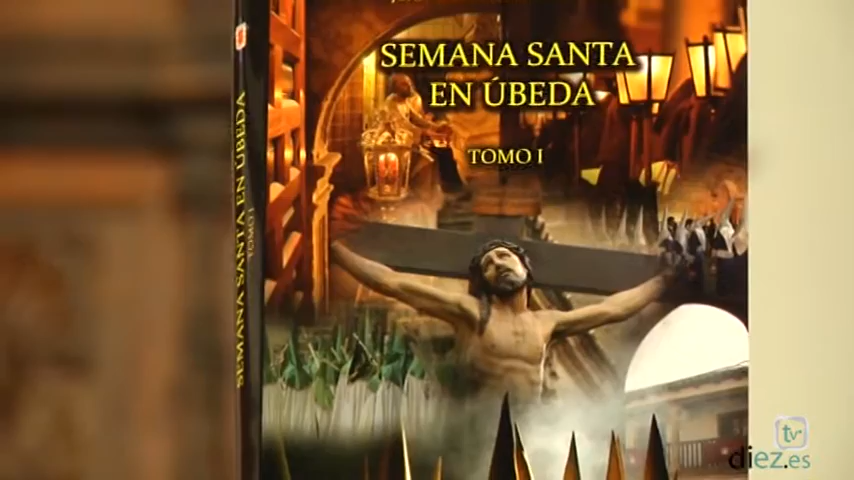 SEMANA SANTA
EN ÚBEDA
TOMO I
SEMANA SANTA EN ÚBEDA
TOMO I
tv
diez.es